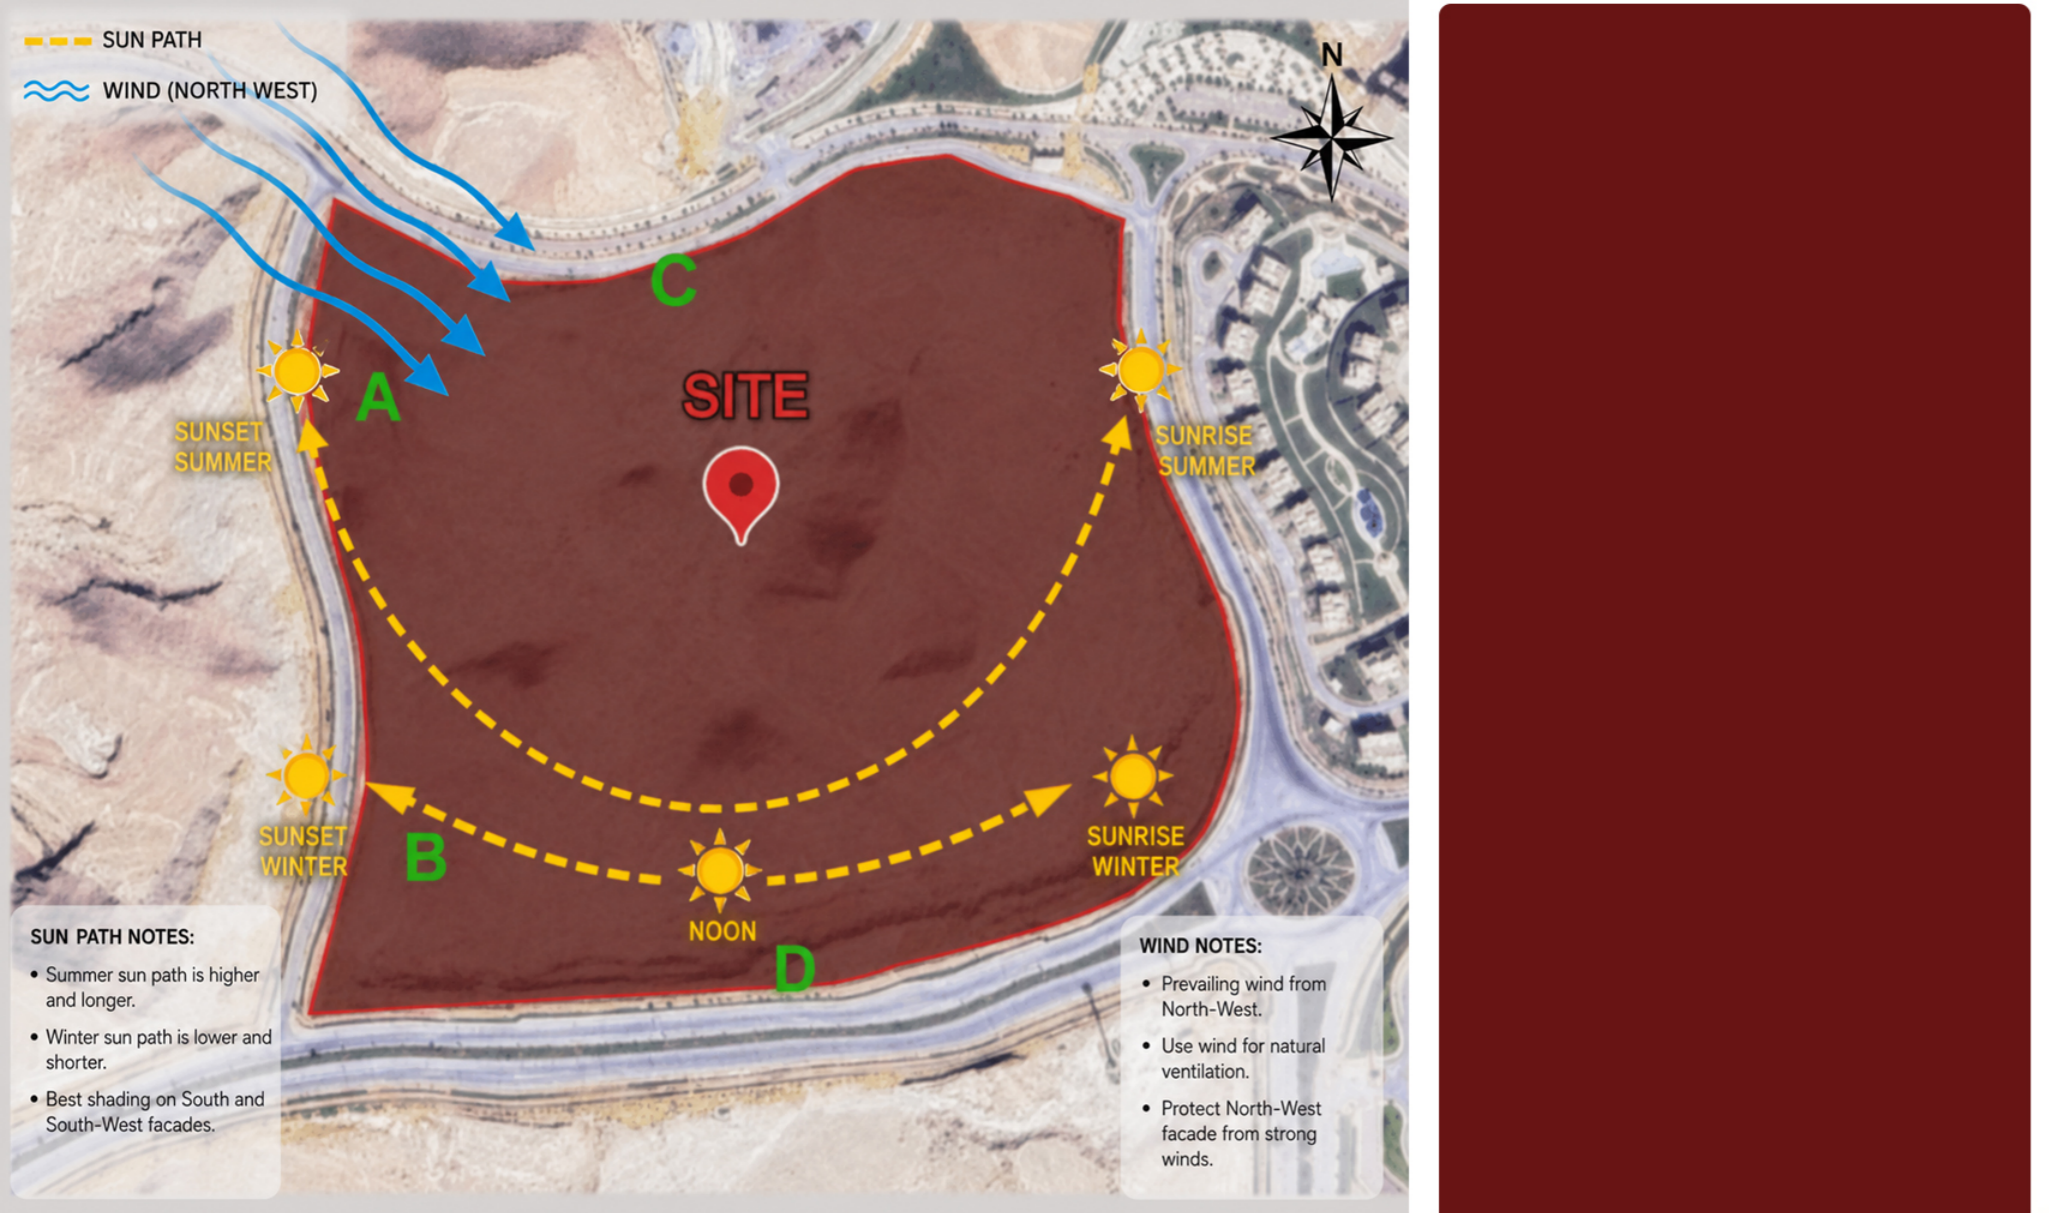 SUN PATH
WIND (NORTH WEST)
N
C
A
SITE
SUNSET
SUMMER
SUNRISE
SUMMER
B
SUNSET
WINTER
SUNRISE
WINTER
NOON
D
SUN PATH NOTES:
• Summer sun path is higher
and longer.
• Winter sun path is lower and
shorter.
• Best shading on South and
South-West facades.
WIND NOTES:
• Prevailing wind from
North-West.
• Use wind for natural
ventilation.
• Protect North-West
facade from strong
winds.